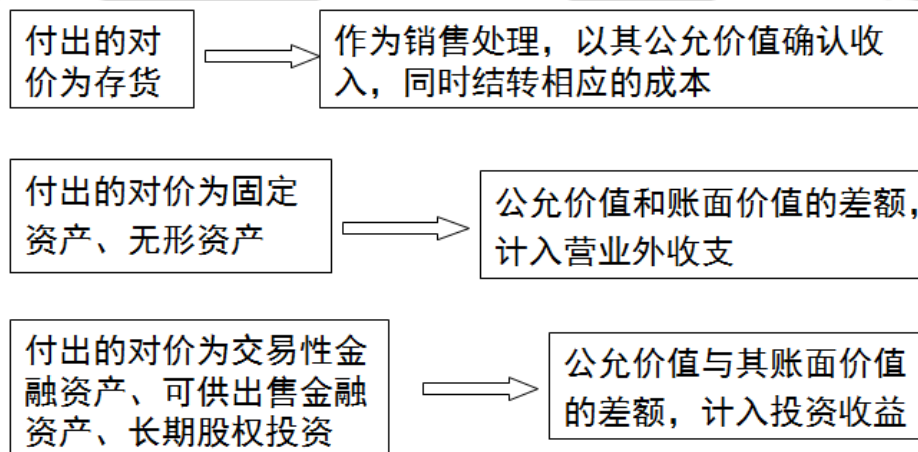 付出的对
价为存货
作为销售处理，以其公允价值确认收
入，同时结转相应的成本
付出的对价为固定
资产、无形资产
公允价值和账面价值的差额，
计入营业外收支
付出的对价为交易性金
融资产、可供出售金融
资产、长期股权投资
公允价值与其账面价值
的差额，计入投资收益